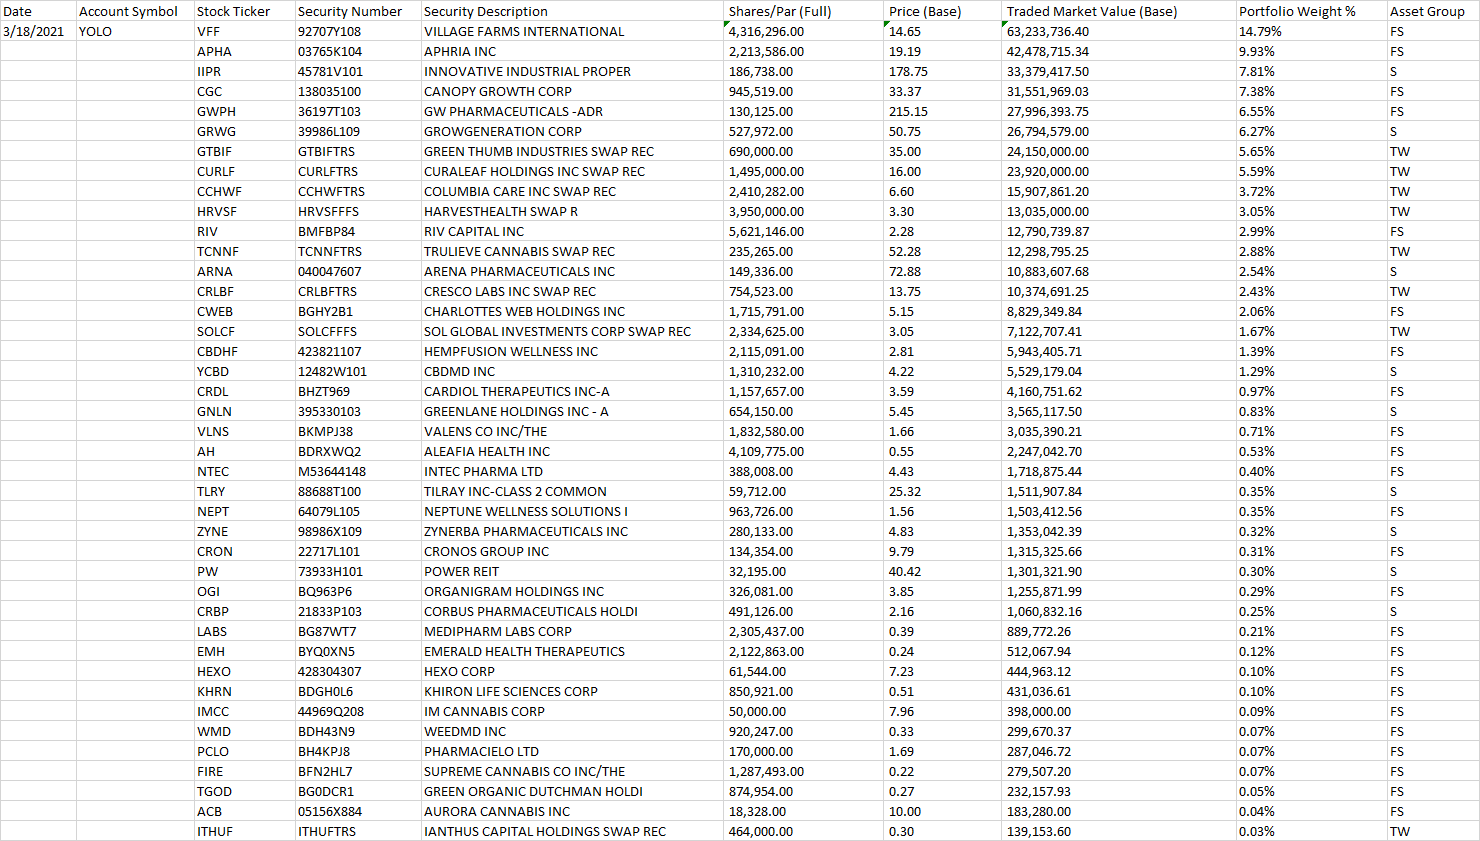 Date Account Symbol Stock Ticker Security Number Security Description Shares/Par (Full) Price (Base) Traded Market Value (Base) Portfolio Weight % Asset Group
3/18/2021 YOLO VFF 92707Y108 VILLAGE FARMS INTERNATIONAL 4,316,296.00 14.65 63,233,736.40 14.79% FS
APHA 03765K104 APHRIA INC 2,213,586.00 19.19 42,478,715.34 9.93% FS
IIPR 45781V101 INNOVATIVE INDUSTRIAL PROPER 186,738.00 178.75 33,379,417.50 7.81% S
CGC 138035100 CANOPY GROWTH CORP 945,519.00 33.37 31,551,969.03 7.38% FS
GWPH 36197T103 GW PHARMACEUTICALS -ADR 130,125.00 215.15 27,996,393.75 6.55% FS
GRWG 39986L109 GROWGENERATION CORP 527,972.00 50.75 26,794,579.00 6.27% S
GTBIF GTBIFTRS GREEN THUMB INDUSTRIES SWAP REC 690,000.00 35.00 24,150,000.00 5.65% TW
CURLF CURLFTRS CURALEAF HOLDINGS INC SWAP REC 1,495,000.00 16.00 23,920,000.00 5.59% TW
CCHWF CCHWFTRS COLUMBIA CARE INC SWAP REC 2,410,282.00 6.60 15,907,861.20 3.72% TW
HRVSF HRVSFFFS HARVESTHEALTH SWAP R 3,950,000.00 3.30 13,035,000.00 3.05% TW
RIV BMFBP84 RIV CAPITAL INC 5,621,146.00 2.28 12,790,739.87 2.99% FS
TCNNF TCNNFTRS TRULIEVE CANNABIS SWAP REC 235,265.00 52.28 12,298,795.25 2.88% TW
ARNA 040047607 ARENA PHARMACEUTICALS INC 149,336.00 72.88 10,883,607.68 2.54% S
CRLBF CRLBFTRS CRESCO LABS INC SWAP REC 754,523.00 13.75 10,374,691.25 2.43% TW
CWEB BGHY2B1 CHARLOTTES WEB HOLDINGS INC 1,715,791.00 5.15 8,829,349.84 2.06% FS
SOLCF SOLCFFFS SOL GLOBAL INVESTMENTS CORP SWAP REC 2,334,625.00 3.05 7,122,707.41 1.67% TW
CBDHF 423821107 HEMPFUSION WELLNESS INC 2,115,091.00 2.81 5,943,405.71 1.39% FS
YCBD 12482W101 CBDMD INC 1,310,232.00 4.22 5,529,179.04 1.29% S
CRDL BHZT969 CARDIOL THERAPEUTICS INC-A 1,157,657.00 3.59 4,160,751.62 0.97% FS
GNLN 395330103 GREENLANE HOLDINGS INC - A 654,150.00 5.45 3,565,117.50 0.83% S
VLNS BKMPJ38 VALENS CO INC/THE 1,832,580.00 1.66 3,035,390.21 0.71% FS
AH BDRXWQ2 ALEAFIA HEALTH INC 4,109,775.00 0.55 2,247,042.70 0.53% FS
NTEC M53644148 INTEC PHARMA LTD 388,008.00 4.43 1,718,875.44 0.40% FS
TLRY 88688T100 TILRAY INC-CLASS 2 COMMON 59,712.00 25.32 1,511,907.84 0.35% S
NEPT 64079L105 NEPTUNE WELLNESS SOLUTIONS I 963,726.00 1.56 1,503,412.56 0.35% FS
ZYNE 98986X109 ZYNERBA PHARMACEUTICALS INC 280,133.00 4.83 1,353,042.39 0.32% S
CRON 22717L101 CRONOS GROUP INC 134,354.00 9.79 1,315,325.66 0.31% FS
PW 73933H101 POWER REIT 32,195.00 40.42 1,301,321.90 0.30% S
OGI BQ963P6 ORGANIGRAM HOLDINGS INC 326,081.00 3.85 1,255,871.99 0.29% FS
CRBP 21833P103 CORBUS PHARMACEUTICALS HOLDI 491,126.00 2.16 1,060,832.16 0.25% S
LABS BG87WT7 MEDIPHARM LABS CORP 2,305,437.00 0.39 889,772.26 0.21% FS
EMH BYQ0XN5 EMERALD HEALTH THERAPEUTICS 2,122,863.00 0.24 512,067.94 0.12% FS
HEXO 428304307 HEXO CORP 61,544.00 7.23 444,963.12 0.10% FS
KHRN BDGH0L6 KHIRON LIFE SCIENCES CORP 850,921.00 0.51 431,036.61 0.10% FS
IMCC 44969Q208 IM CANNABIS CORP 50,000.00 7.96 398,000.00 0.09% FS
WMD BDH43N9 WEEDMD INC 920,247.00 0.33 299,670.37 0.07% FS
PCLO BH4KPJ8 PHARMACIELO LTD 170,000.00 1.69 287,046.72 0.07% FS
FIRE BFN2HL7 SUPREME CANNABIS CO INC/THE 1,287,493.00 0.22 279,507.20 0.07% FS
TGOD BG0DCR1 GREEN ORGANIC DUTCHMAN HOLDI 874,954.00 0.27 232,157.93 0.05% FS
ACB 05156X884 AURORA CANNABIS INC 18,328.00 10.00 183,280.00 0.04% FS
ITHUF ITHUFTRS IANTHUS CAPITAL HOLDINGS SWAP REC 464,000.00 0.30 139,153.60 0.03% TW